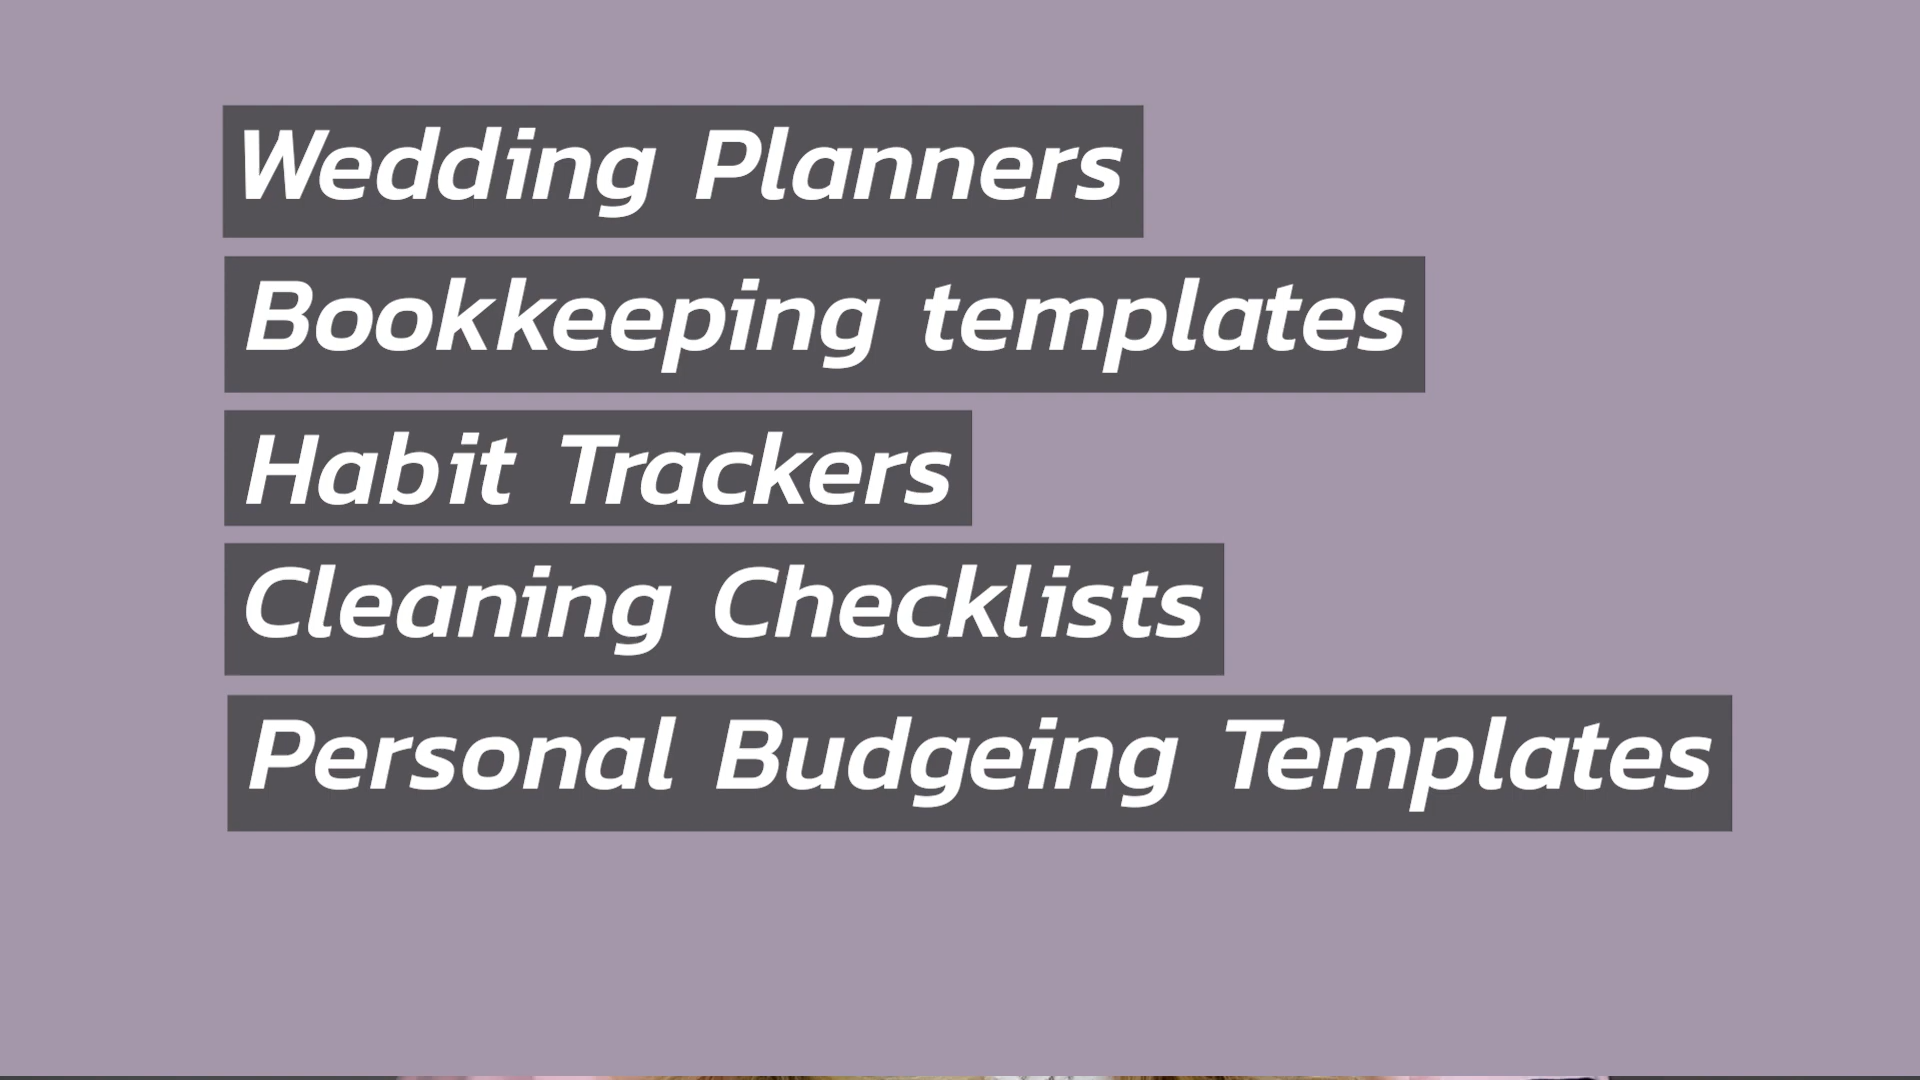 Wedding Planners
Bookkeeping templates
Habit Trackers
Cleaning Checklists
Personal Budgeing Templates